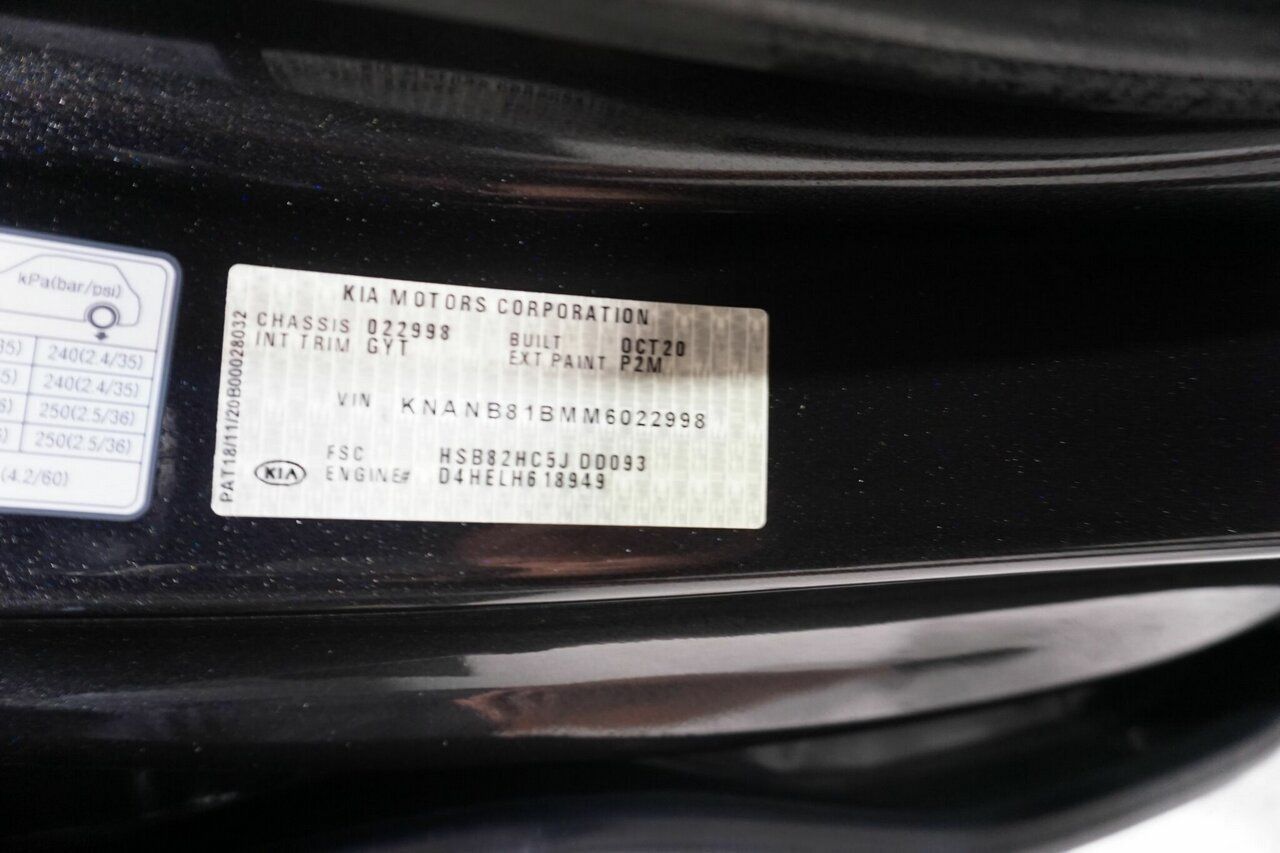 kPa(bar/psi)
240(2.4/35)
240(2.4/35)
250(2.5/36)
250(2.5/36)
(4.2/60)
KIA MOTORS CORPORATION
CHASSIS 022998 BUILT OCT20
INT TRIM GYT EXT PAINT P2M
VIN KNANB81BMM6022998
FSC HSB82HC5J DD093
KIA ENGINE# D4HELH618949
PAT18/11/20B00028032